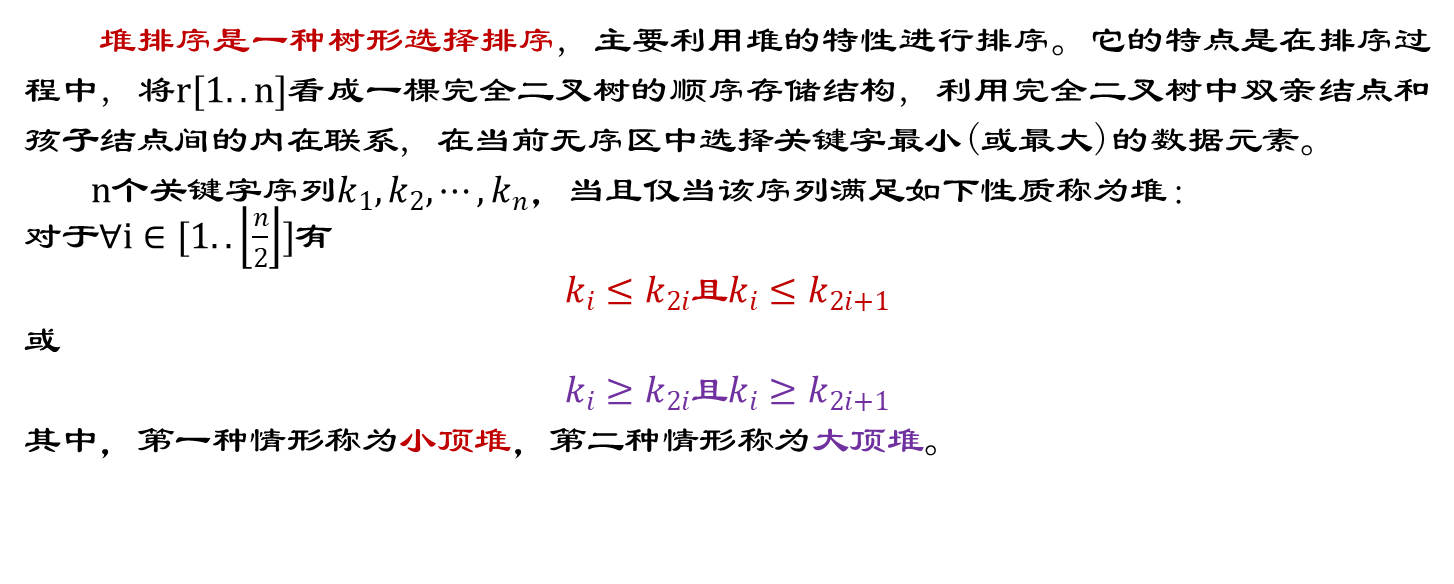 堆排序是一种树形选择排序，主要利用堆的特性进行排序。它的特点是在排序过
程中，将r[1..n]看成一棵完全二叉树的顺序存储结构，利用完全二叉树中双亲结点和
孩子结点间的内在联系，在当前无序区中选择关键字最小(或最大)的数据元素。
n个关键字序列k₁,k₂,⋯,kₙ，当且仅当该序列满足如下性质称为堆：
对于∀i ∈ [1..⌊n/2⌋]有
kᵢ ≤ k₂ᵢ且kᵢ ≤ k₂ᵢ₊₁
或
kᵢ ≥ k₂ᵢ且kᵢ ≥ k₂ᵢ₊₁
其中，第一种情形称为小顶堆，第二种情形称为大顶堆。